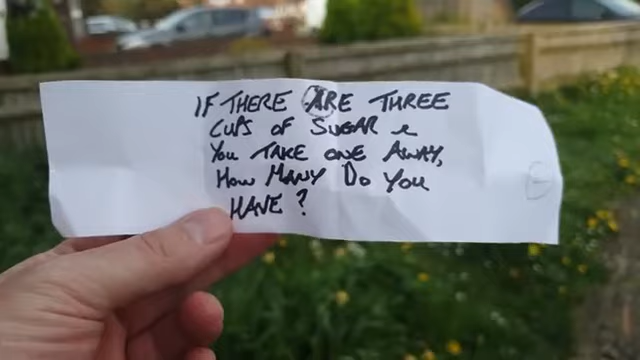 IF THERE ARE THREE
CUPS OF SUGAR &
YOU TAKE ONE AWAY,
HOW MANY DO YOU
HAVE?